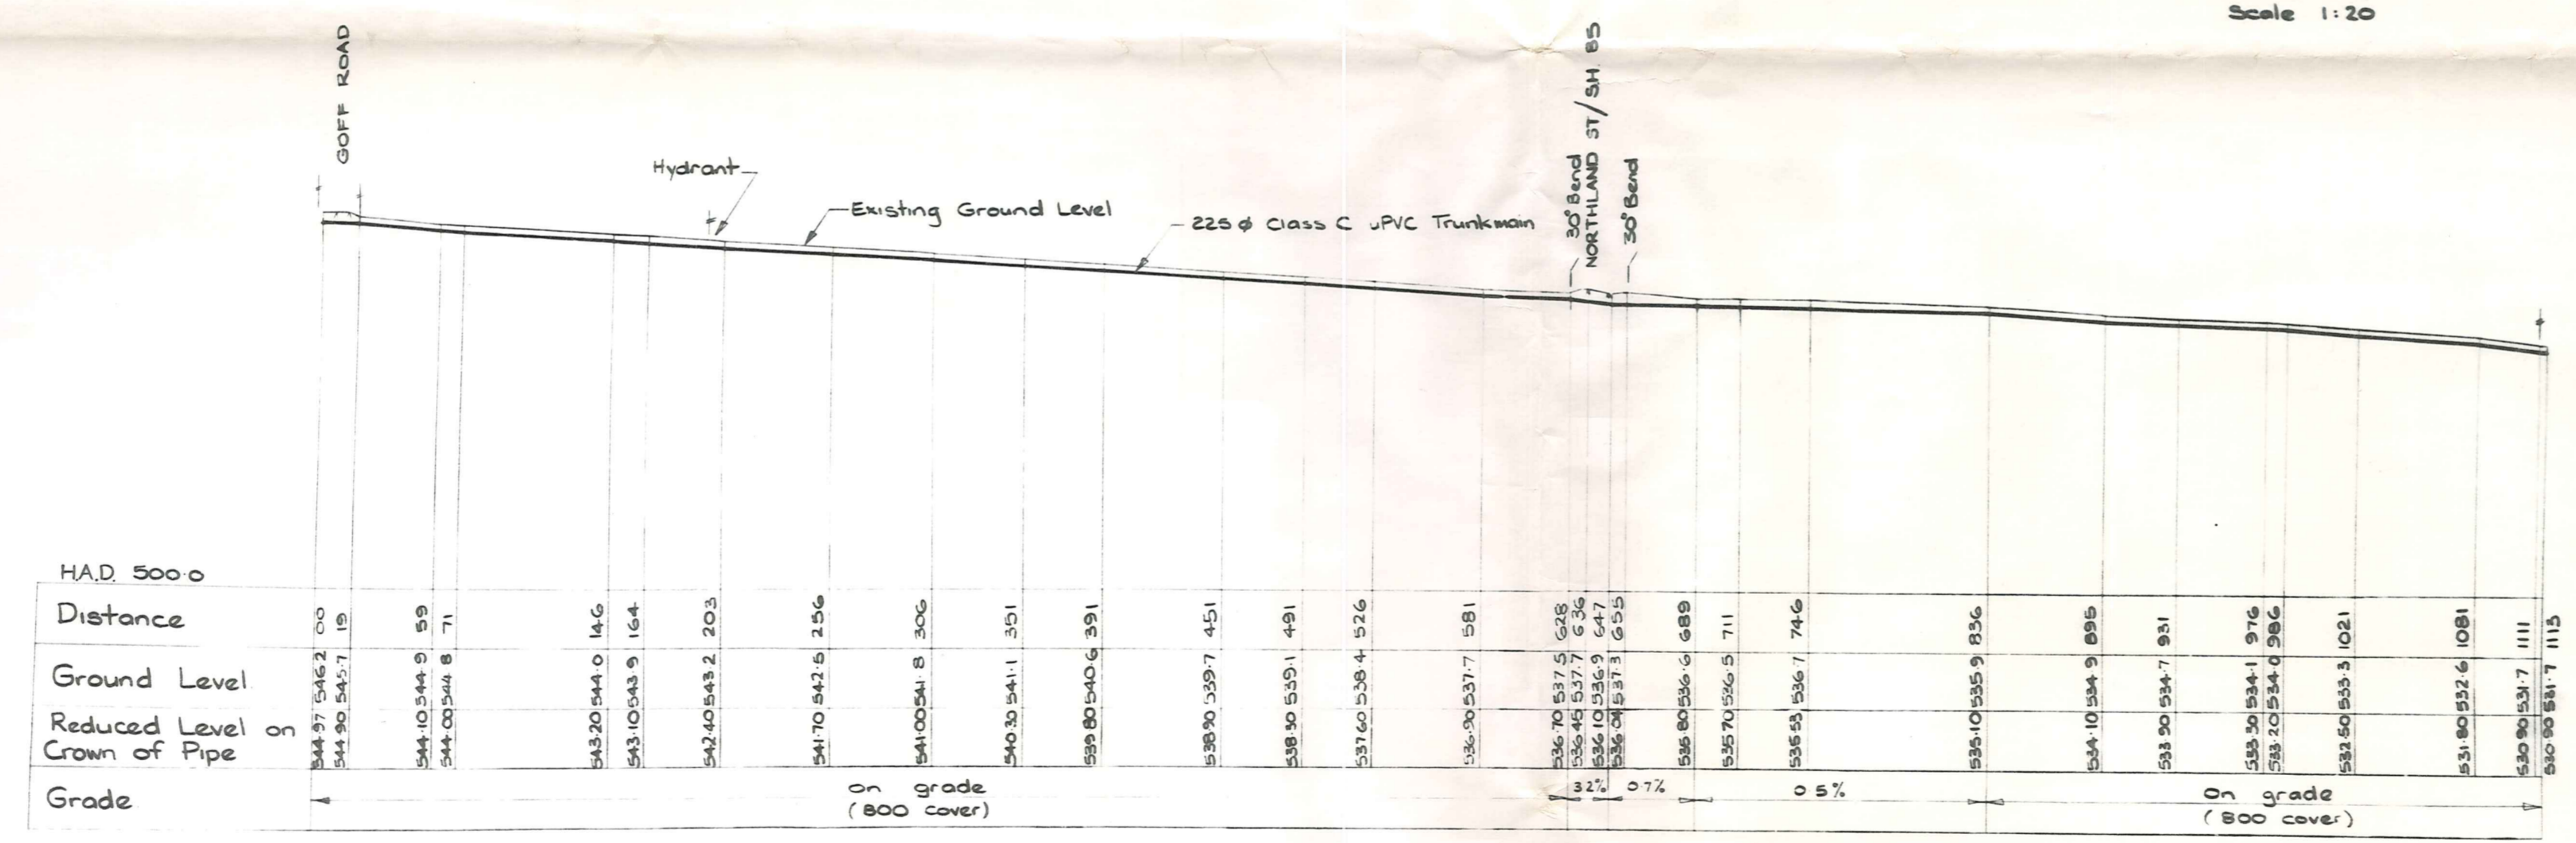 Scale 1:20
GOFF ROAD
30° Bend
NORTHLAND ST/S.H. 85
30° Bend
Hydrant
Existing Ground Level
225 ø Class C uPVC Trunkmain
H.A.D. 500·0
Distance 00 19 59 71 146 164 203 256 306 351 391 451 491 526 581 628 636 647 655 689 711 746 836 895 931 976 986 1021 1081 1111 1113
Ground Level 546·2 545·7 544·9 544·8 544·0 543·9 543·2 542·5 541·8 541·1 540·6 539·7 539·1 538·4 537·7 537·5 537·7 536·9 537·3 536·6 536·5 536·7 535·9 534·9 534·7 534·1 534·0 533·3 532·6 531·7 531·7
Reduced Level on
Crown of Pipe 544·97 544·90 544·10 544·00 543·20 543·10 542·40 541·70 541·00 540·30 539·80 538·90 538·30 537·60 536·90 536·70 536·45 536·10 536·04 535·80 535·70 535·53 535·10 534·10 533·90 533·30 533·20 532·50 531·80 530·90 530·90
Grade On grade 3·2% 0·7% 0·5% On grade
(800 cover) (800 cover)